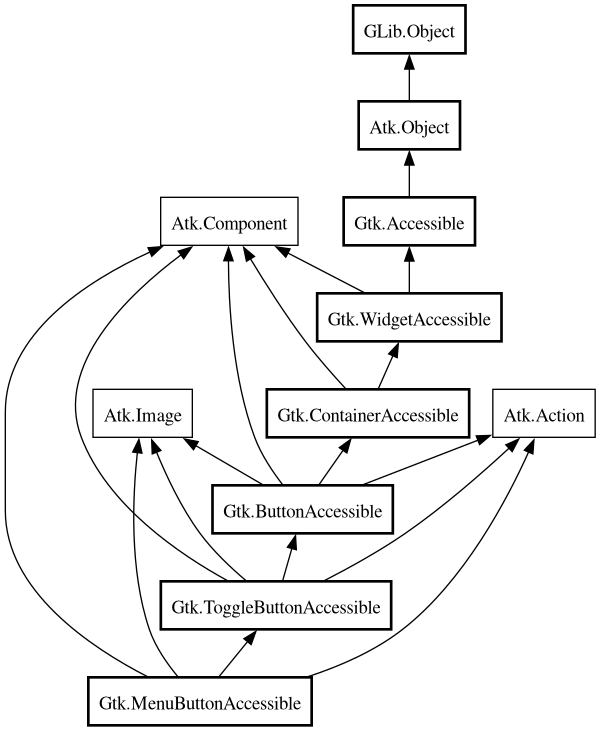 GLib.Object
Atk.Object
Atk.Component
Gtk.Accessible
Gtk.WidgetAccessible
Atk.Image
Gtk.ContainerAccessible
Atk.Action
Gtk.ButtonAccessible
Gtk.ToggleButtonAccessible
Gtk.MenuButtonAccessible